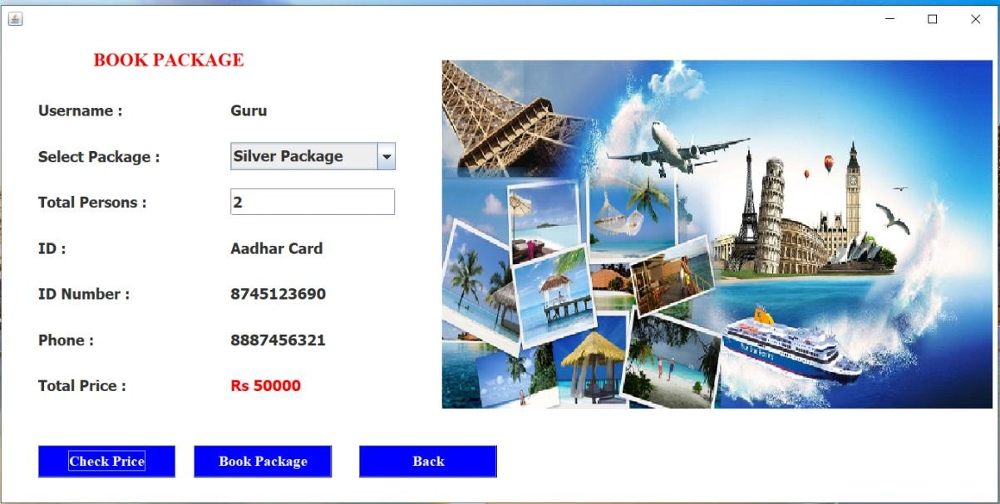 BOOK PACKAGE
Username : Guru
Select Package : Silver Package
Total Persons : 2
ID : Aadhar Card
ID Number : 8745123690
Phone : 8887456321
Total Price : Rs 50000
Check Price Book Package Back